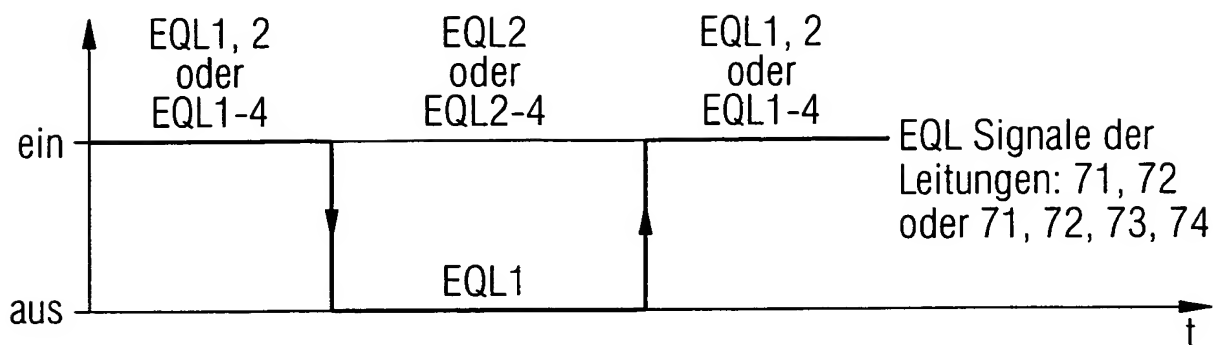 EQL1, 2
oder
EQL1-4
EQL2
oder
EQL2-4
EQL1, 2
oder
EQL1-4
ein
EQL Signale der
Leitungen: 71, 72
oder 71, 72, 73, 74
EQL1
aus
t